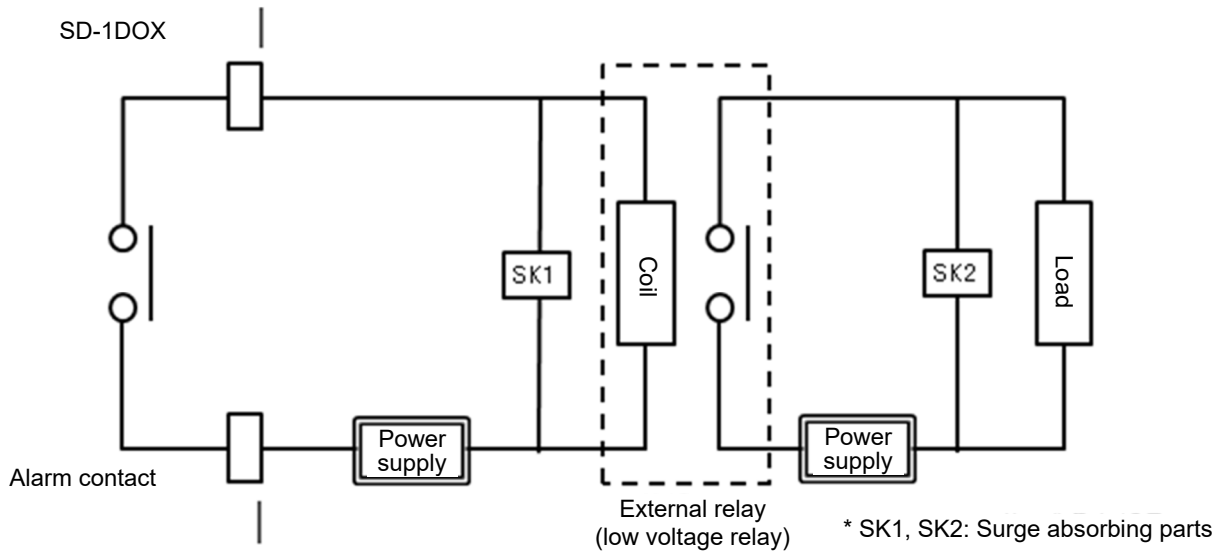 SD-1DOX
SK1
Coil
SK2
Load
Power
supply
Power
supply
Alarm contact
External relay
(low voltage relay)
* SK1, SK2: Surge absorbing parts